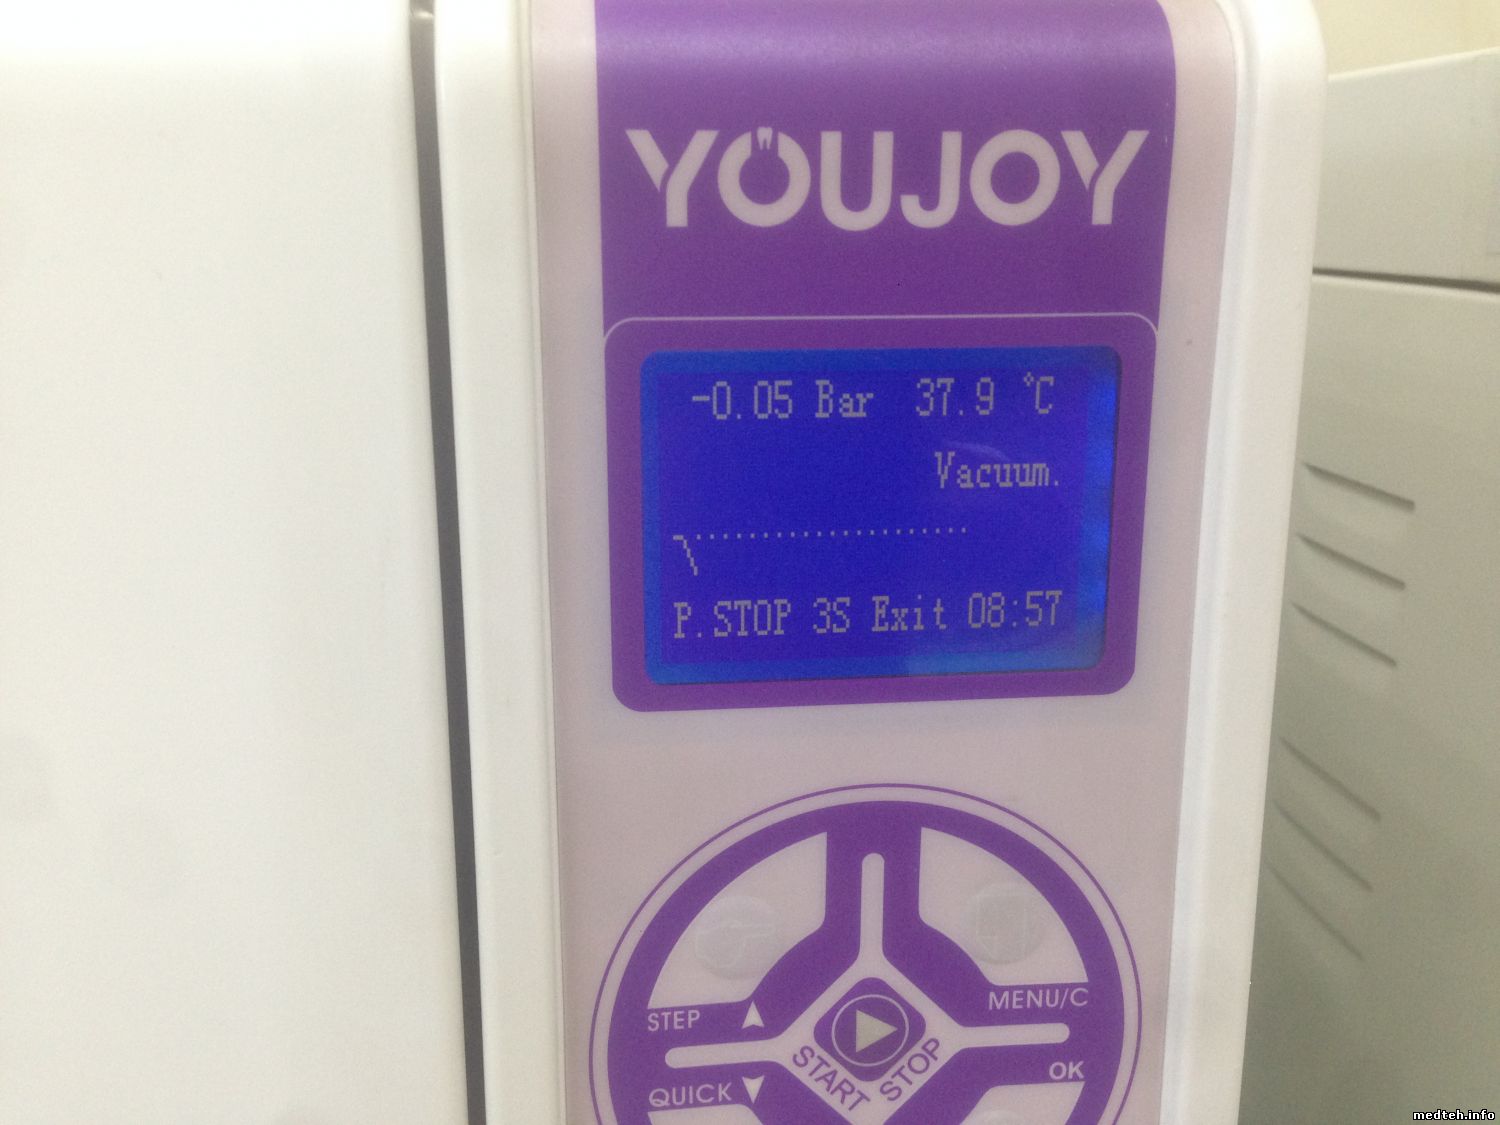 YOUJOY
-0.05 Bar 37.9 °C
Vacuum.
P.STOP 3S Exit 08:57
STEP
MENU/C
START STOP
QUICK
OK
medteh.info